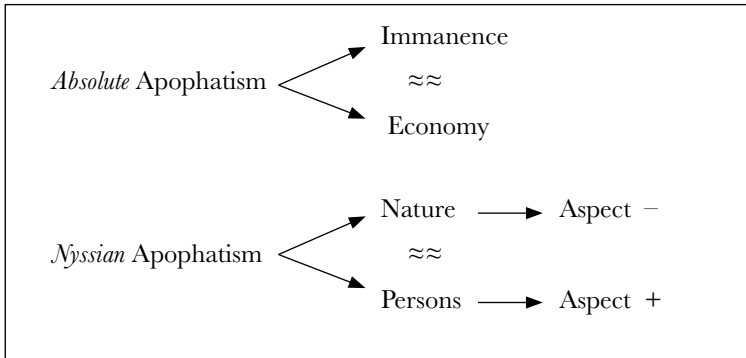 Immanence
Absolute Apophatism
≈≈
Economy
Nature Aspect –
Nyssian Apophatism
≈≈
Persons Aspect +